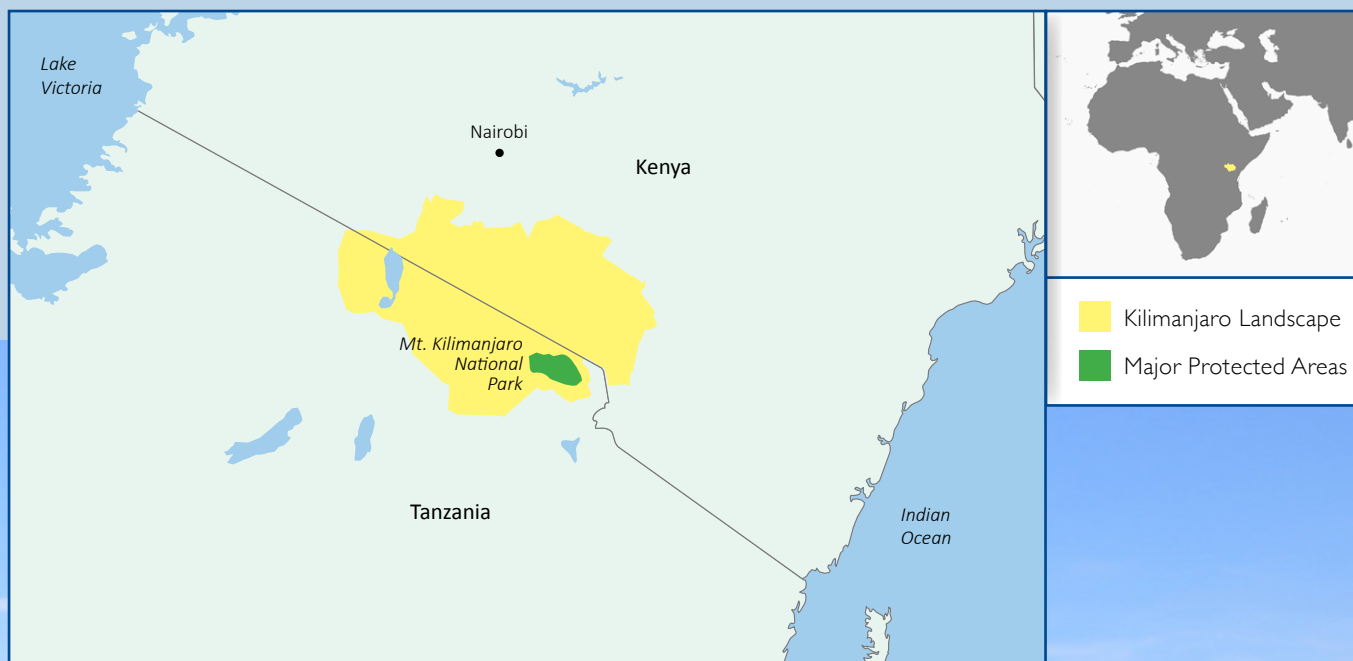 Lake
Victoria
Nairobi
Kenya
Mt. Kilimanjaro
National
Park
Tanzania
Indian
Ocean
Kilimanjaro Landscape
Major Protected Areas